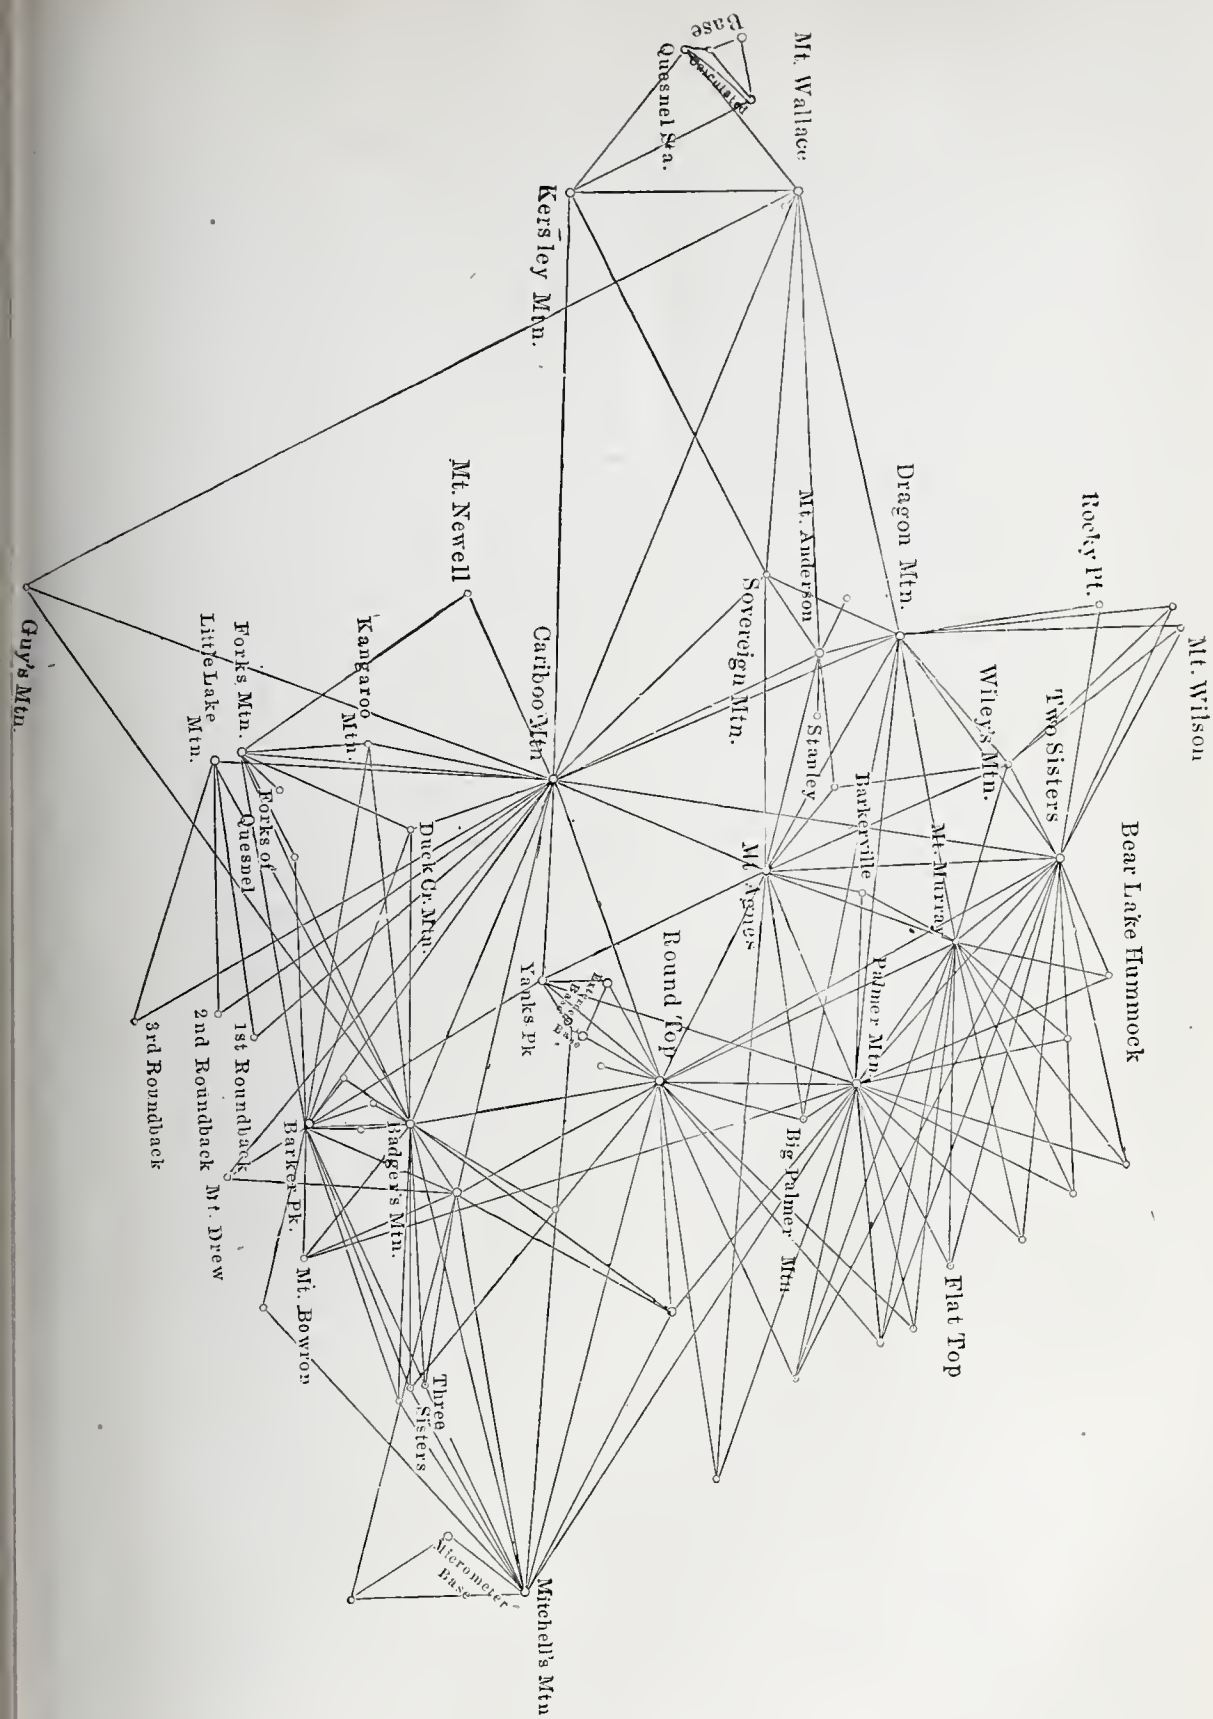 Base
Calculated
Quesnel Sta.
Mt. Wallace
Kersley Mtn.
Mt. Wilson
Rocky Pt.
Dragon Mtn.
Mt. Anderson
Sovereign Mtn.
Wiley's Mtn.
Two Sisters
Bear Lake Hummock
Stanley
Barkerville
Mt. Murray
Mt. Agnes
Palmer Mtn.
Round Top
Mt. Newell
Cariboo Mtn
Kangaroo
Mtn.
Forks Mtn.
Little Lake
Mtn.
Guy's Mtn.
Forks of
Quesnel
Duck Cr. Mtn.
Yanks Pk
Base
Big Palmer Mtn
Flat Top
1st Roundback
2nd Roundback
3rd Roundback
Mt. Drew
Barker Pk.
Badger's Mtn.
Mt. Bowron
Three
Sisters
Micrometer
Base
Mitchell's Mtn